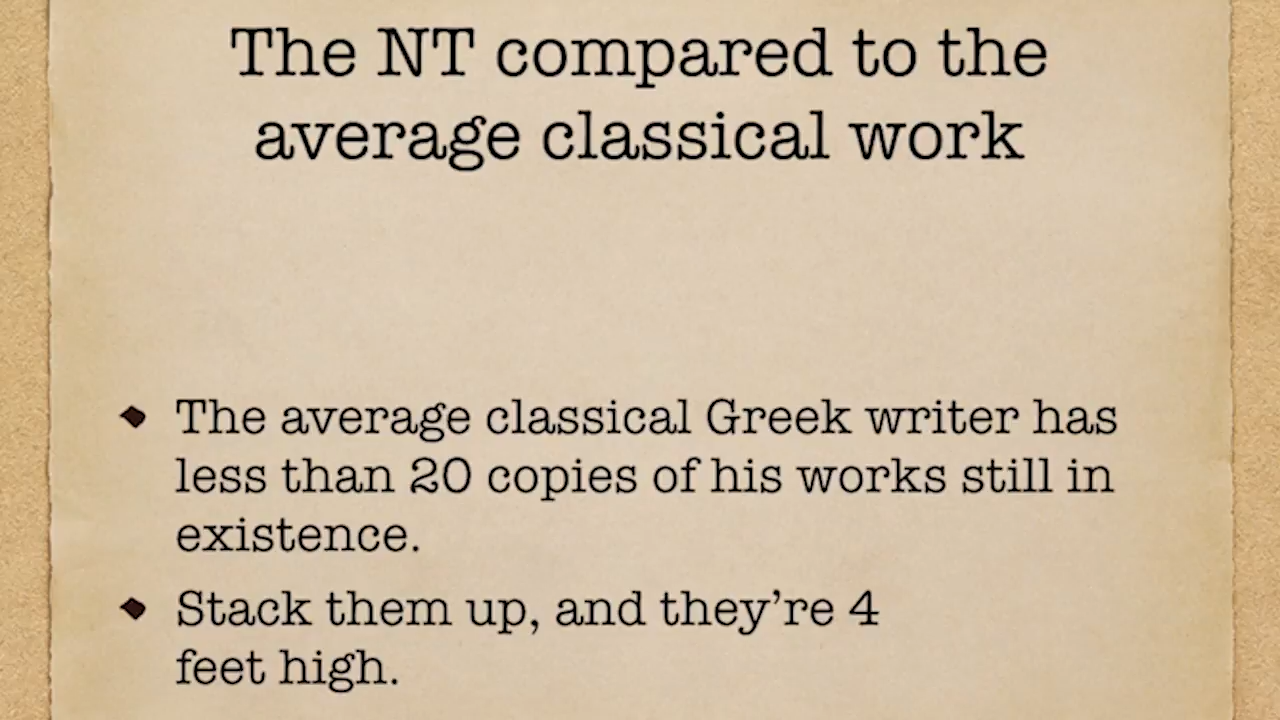 The NT compared to the
average classical work
The average classical Greek writer has
less than 20 copies of his works still in
existence.
Stack them up, and they’re 4
feet high.